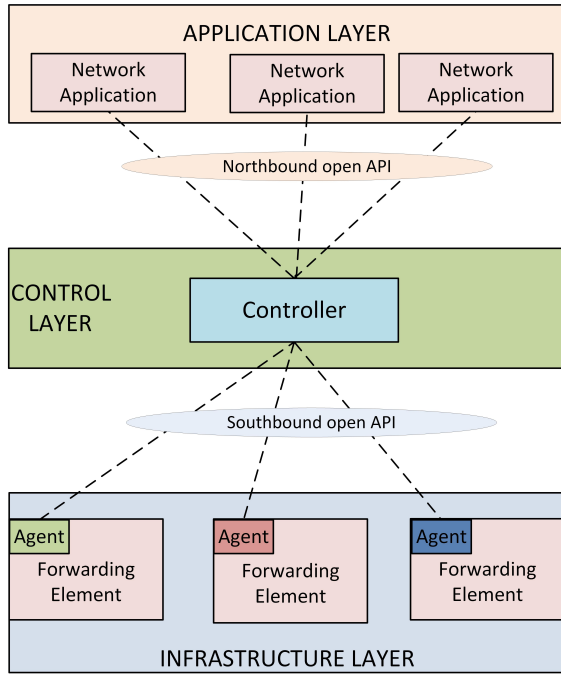 APPLICATION LAYER
Network
Application
Network
Application
Network
Application
Northbound open API
CONTROL
LAYER
Controller
Southbound open API
Agent
Forwarding
Element
Agent
Forwarding
Element
Agent
Forwarding
Element
INFRASTRUCTURE LAYER